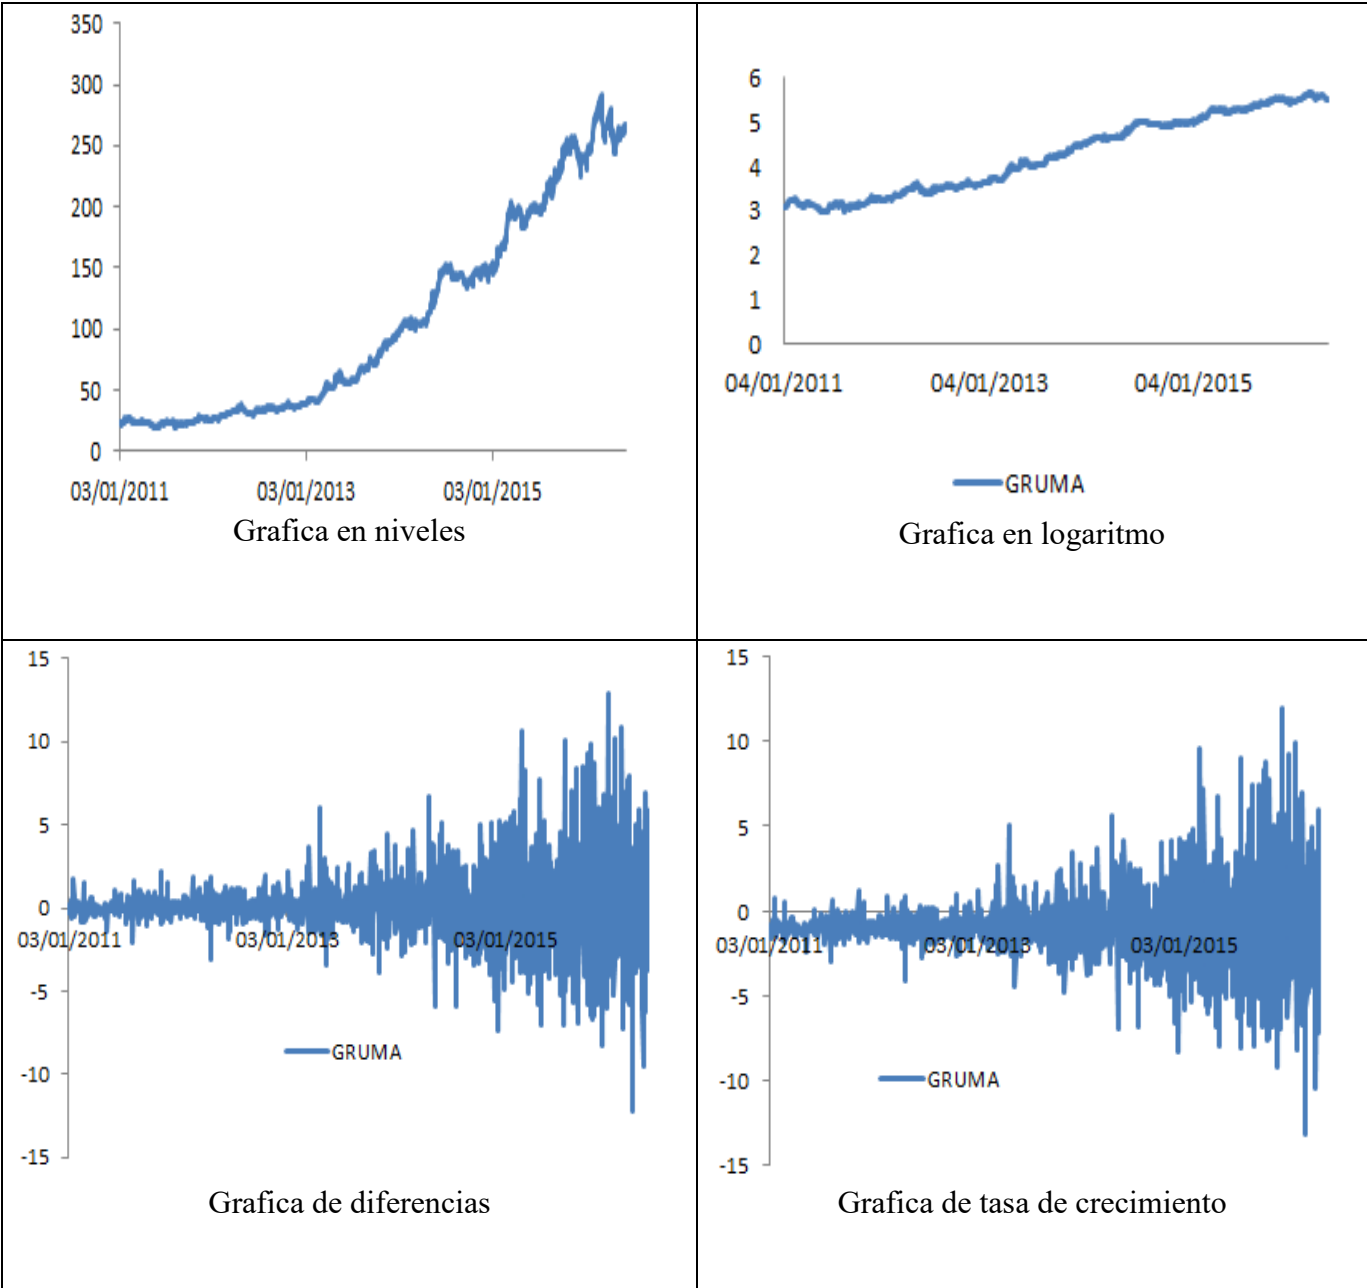 350
300
250
200
150
100
50
0
03/01/2011 03/01/2013 03/01/2015
Grafica en niveles
6
5
4
3
2
1
0
04/01/2011 04/01/2013 04/01/2015
GRUMA
Grafica en logaritmo
15
10
5
0
03/01/2011 03/01/2013 03/01/2015
-5
GRUMA
-10
-15
Grafica de diferencias
15
10
5
0
03/01/2011 03/01/2013 03/01/2015
-5
GRUMA
-10
-15
Grafica de tasa de crecimiento